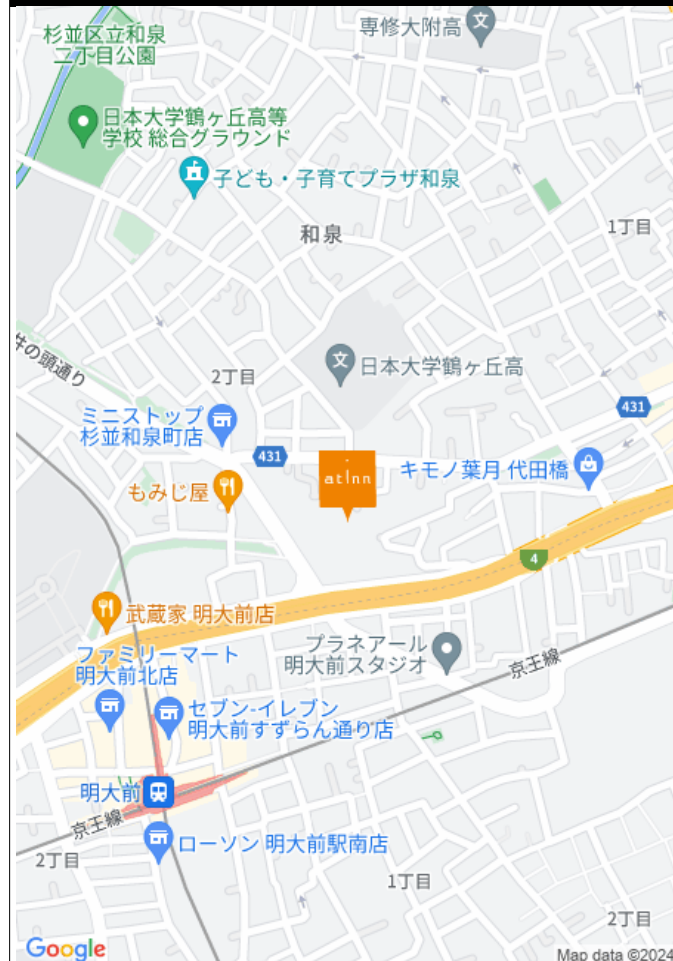 杉並区立和泉
二丁目公園
専修大附高
日本大学鶴ヶ丘高等
学校 総合グラウンド
子ども・子育てプラザ和泉
1丁目
和泉
井の頭通り
日本大学鶴ヶ丘高
2丁目
431
ミニストップ
杉並和泉町店
431
キモノ葉月 代田橋
atInn
もみじ屋
4
武蔵家 明大前店
プラネアール
明大前スタジオ
京王線
ファミリーマート
明大前北店
セブン-イレブン
明大前すずらん通り店
明大前
京王線
ローソン 明大前駅南店
2丁目
1丁目
2丁目
Google
Map data ©2024